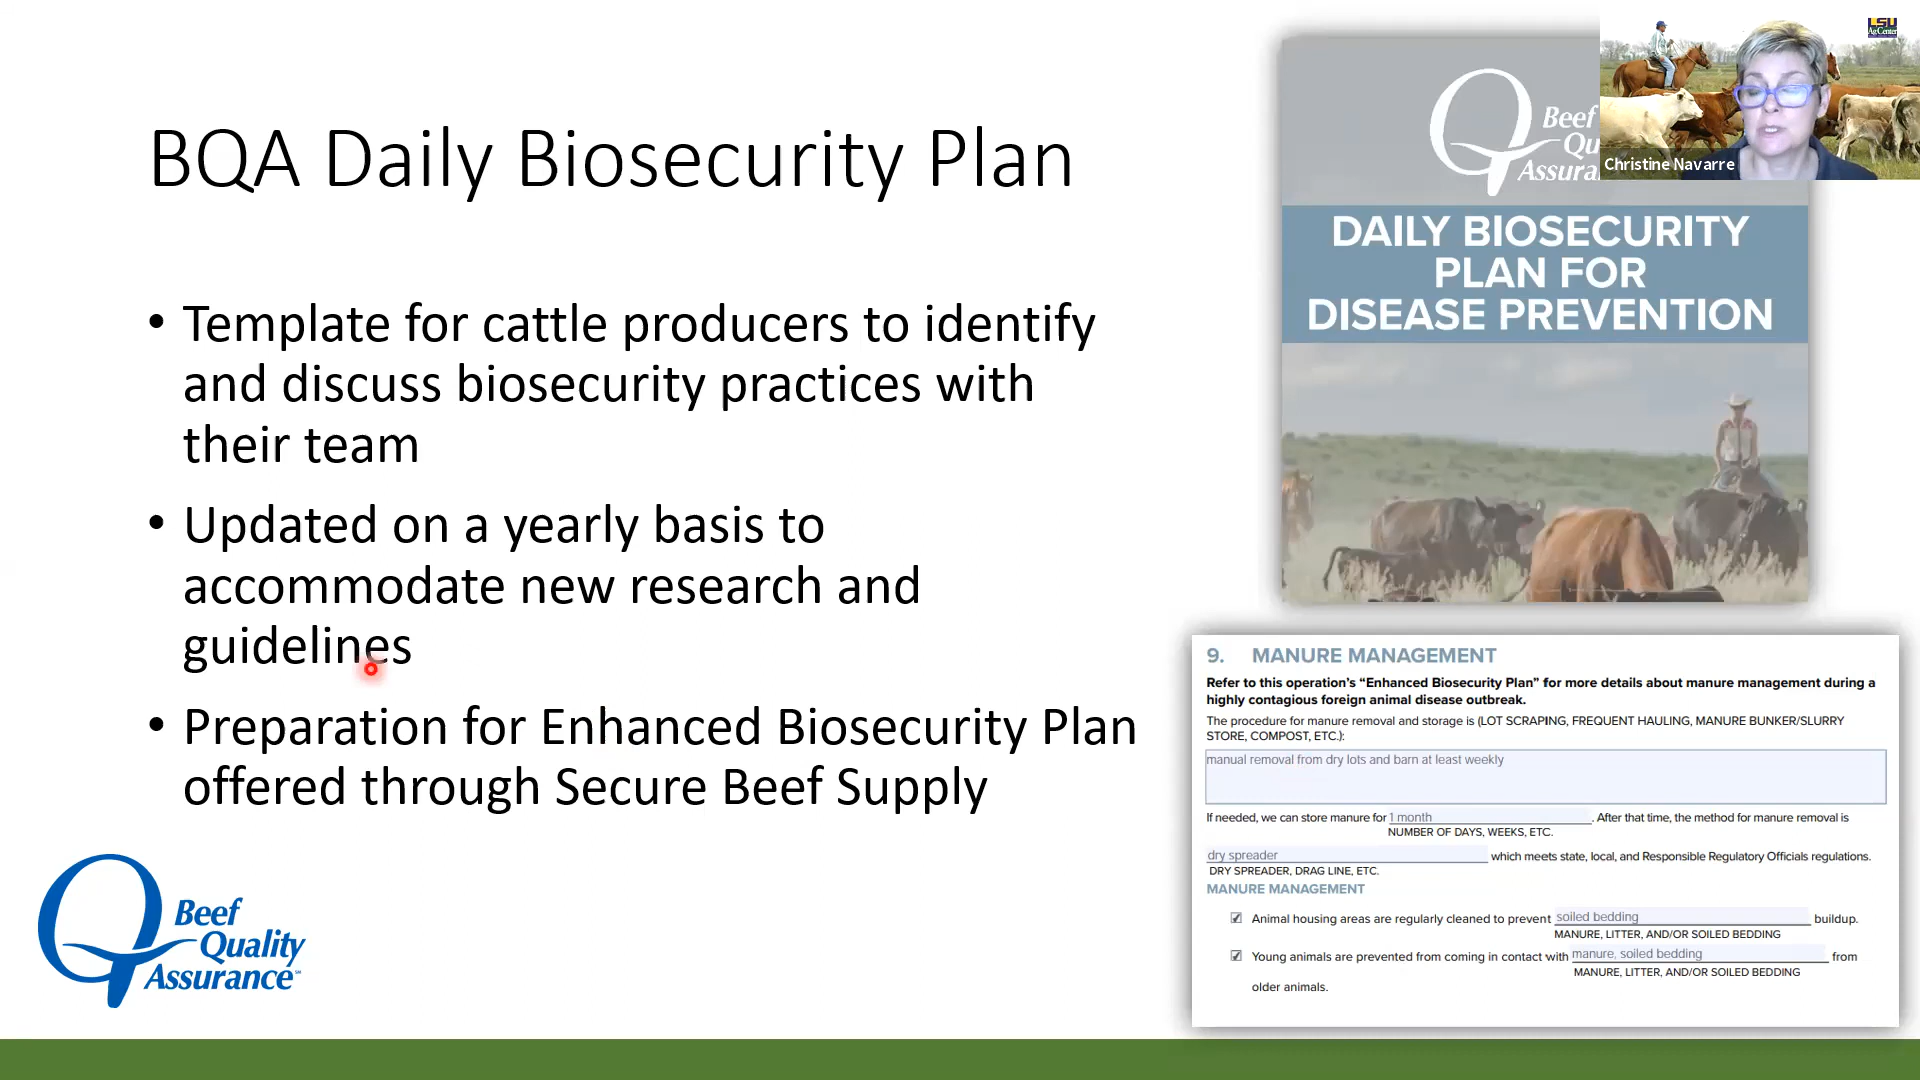 BQA Daily Biosecurity Plan
• Template for cattle producers to identify
and discuss biosecurity practices with
their team
• Updated on a yearly basis to
accommodate new research and
guidelines
• Preparation for Enhanced Biosecurity Plan
offered through Secure Beef Supply
Beef
Quality
Assurance
Beef
Qu
Assura
DAILY BIOSECURITY
PLAN FOR
DISEASE PREVENTION
LSU
AgCenter
Christine Navarre
9. MANURE MANAGEMENT
Refer to this operation's “Enhanced Biosecurity Plan” for more details about manure management during a
highly contagious foreign animal disease outbreak.
The procedure for manure removal and storage is (LOT SCRAPING, FREQUENT HAULING, MANURE BUNKER/SLURRY
STORE, COMPOST, ETC.):
manual removal from dry lots and barn at least weekly
If needed, we can store manure for 1 month. After that time, the method for manure removal is
NUMBER OF DAYS, WEEKS, ETC.
dry spreader which meets state, local, and Responsible Regulatory Officials regulations.
DRY SPREADER, DRAG LINE, ETC.
MANURE MANAGEMENT
Animal housing areas are regularly cleaned to prevent soiled bedding buildup.
MANURE, LITTER, AND/OR SOILED BEDDING
Young animals are prevented from coming in contact with manure, soiled bedding from
MANURE, LITTER, AND/OR SOILED BEDDING
older animals.